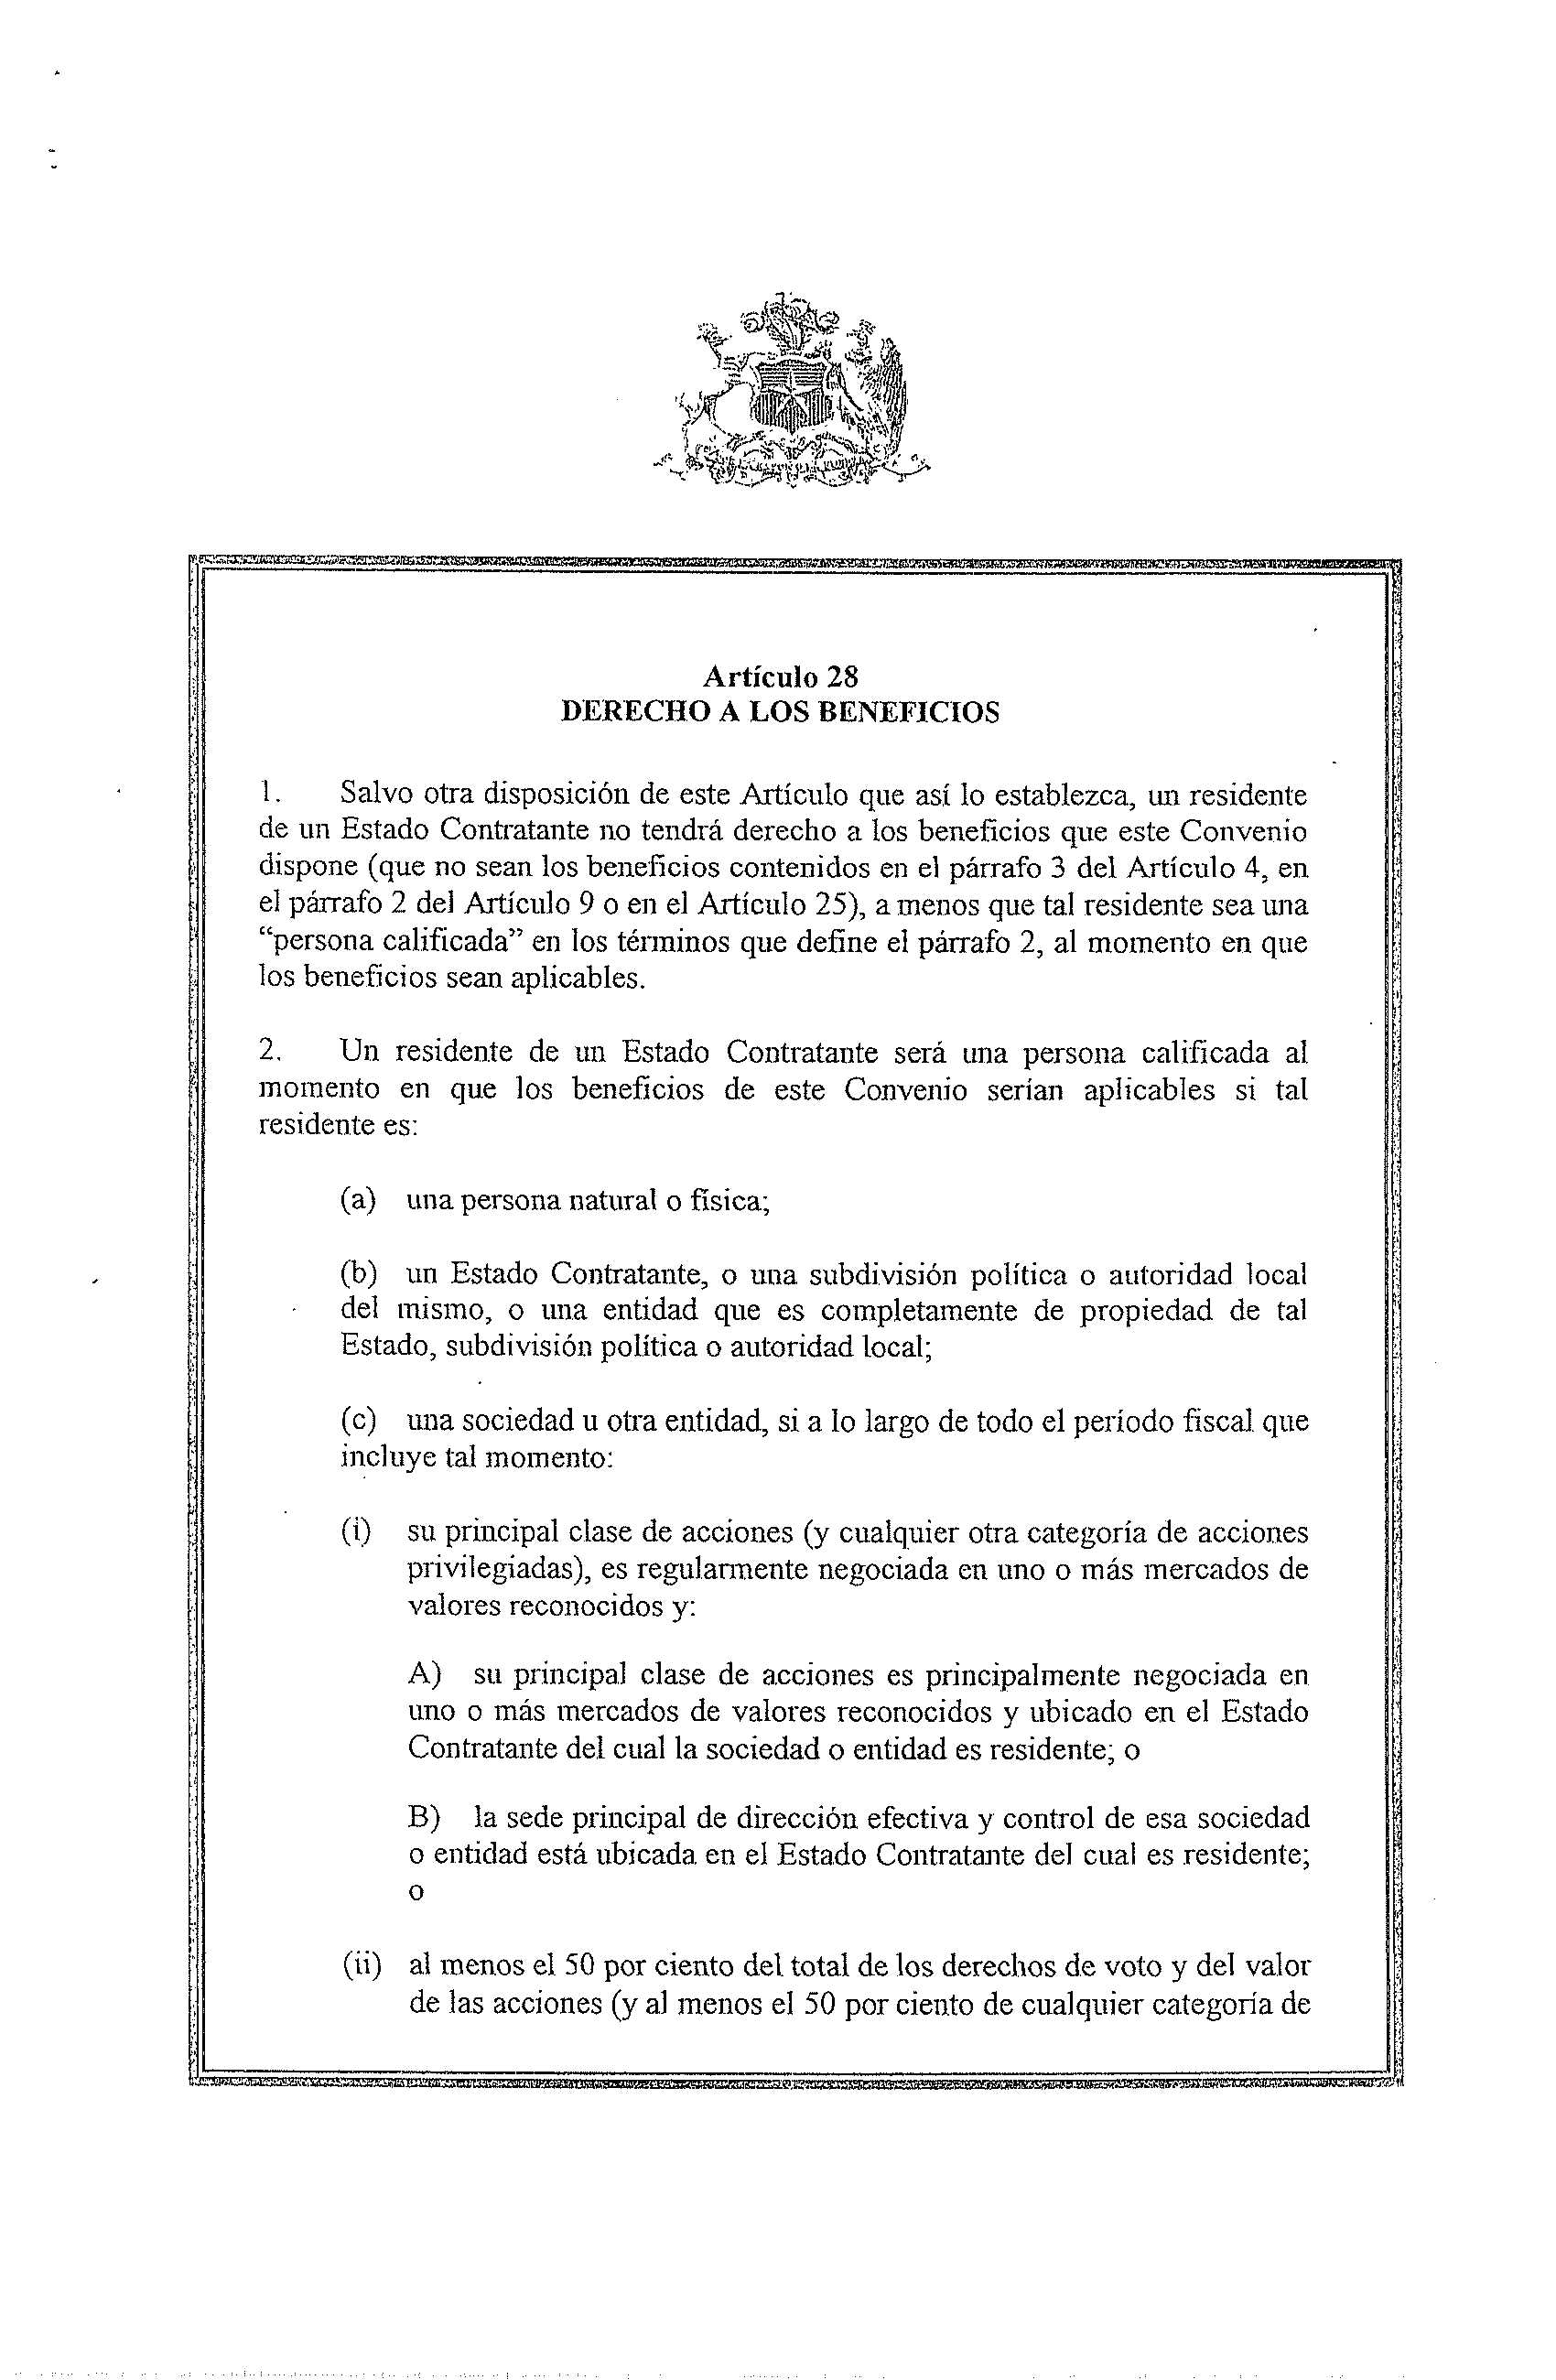 Artículo 28
DERECHO A LOS BENEFICIOS
1. Salvo otra disposición de este Artículo que así lo establezca, un residente
de un Estado Contratante no tendrá derecho a los beneficios que este Convenio
dispone (que no sean los beneficios contenidos en el párrafo 3 del Artículo 4, en
el párrafo 2 del Artículo 9 o en el Artículo 25), a menos que tal residente sea una
“persona calificada” en los términos que define el párrafo 2, al momento en que
los beneficios sean aplicables.
2. Un residente de un Estado Contratante será una persona calificada al
momento en que los beneficios de este Convenio serían aplicables si tal
residente es:
(a) una persona natural o física;
(b) un Estado Contratante, o una subdivisión política o autoridad local
del mismo, o una entidad que es completamente de propiedad de tal
Estado, subdivisión política o autoridad local;
(c) una sociedad u otra entidad, si a lo largo de todo el período fiscal que
incluye tal momento:
(i) su principal clase de acciones (y cualquier otra categoría de acciones
privilegiadas), es regularmente negociada en uno o más mercados de
valores reconocidos y:
A) su principal clase de acciones es principalmente negociada en
uno o más mercados de valores reconocidos y ubicado en el Estado
Contratante del cual la sociedad o entidad es residente; o
B) la sede principal de dirección efectiva y control de esa sociedad
o entidad está ubicada en el Estado Contratante del cual es residente;
o
(ii) al menos el 50 por ciento del total de los derechos de voto y del valor
de las acciones (y al menos el 50 por ciento de cualquier categoría de